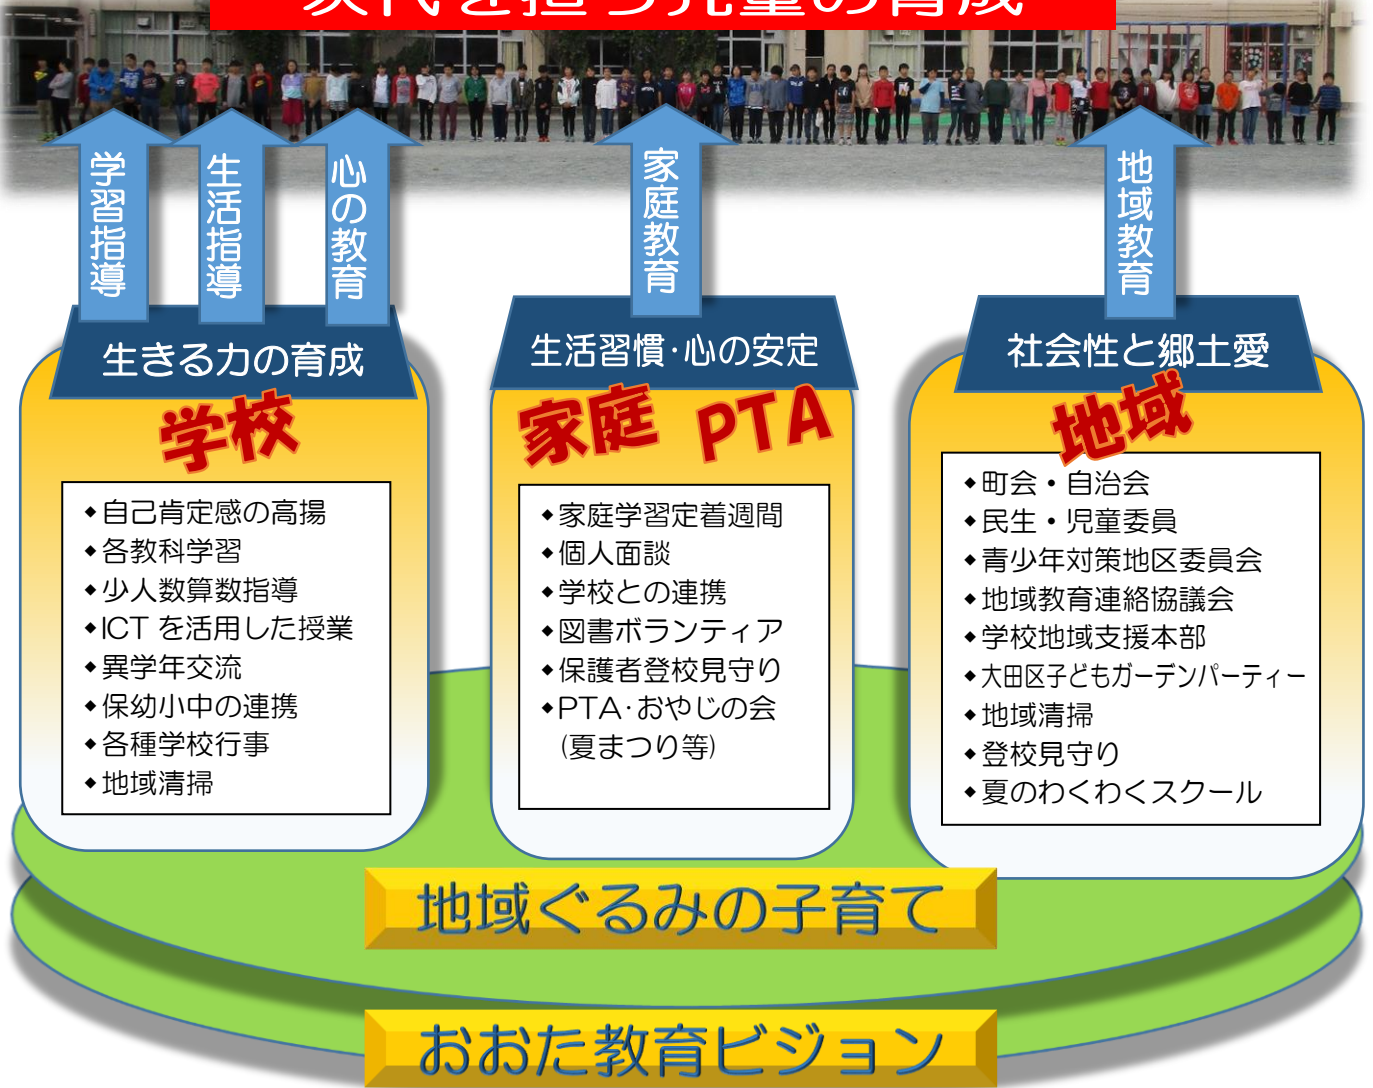 次代を担う児童の育成
学習指導
生活指導
心の教育
家庭教育
地域教育
生きる力の育成
学校
◆自己肯定感の高揚
◆各教科学習
◆少人数算数指導
◆ICT を活用した授業
◆異学年交流
◆保幼小中の連携
◆各種学校行事
◆地域清掃
生活習慣・心の安定
家庭 PTA
◆家庭学習定着週間
◆個人面談
◆学校との連携
◆図書ボランティア
◆保護者登校見守り
◆PTA・おやじの会
(夏まつり等)
社会性と郷土愛
地域
◆町会・自治会
◆民生・児童委員
◆青少年対策地区委員会
◆地域教育連絡協議会
◆学校地域支援本部
◆大田区子どもガーデンパーティー
◆地域清掃
◆登校見守り
◆夏のわくわくスクール
地域ぐるみの子育て
おおた教育ビジョン